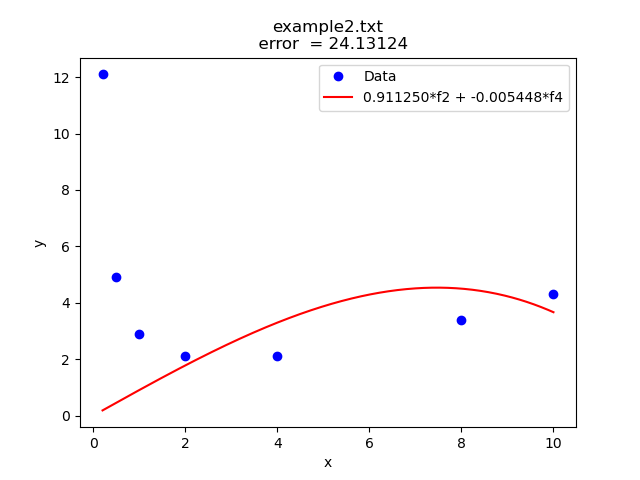 example2.txt
error  = 24.13124
Data
0.911250*f2 + -0.005448*f4
12
10
8
6
4
2
0
y
0
2
4
6
8
10
x